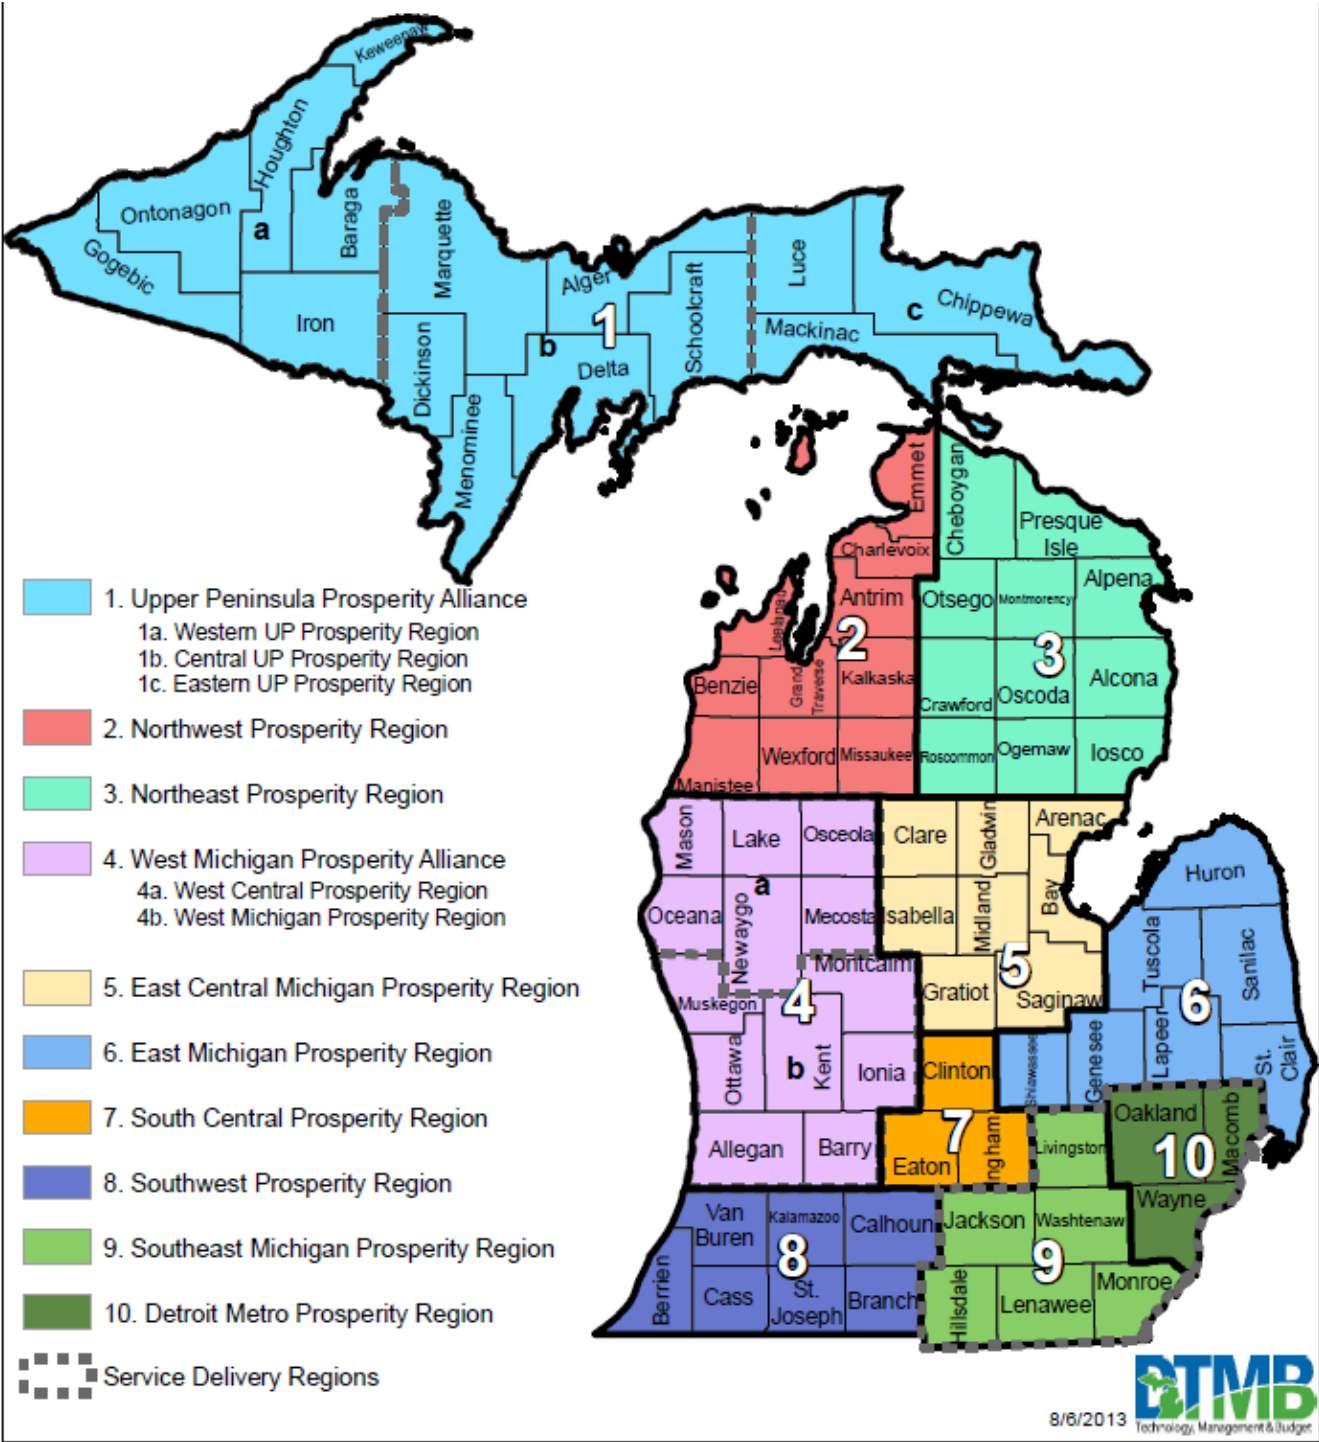 Keweenaw
Houghton
Ontonagon
a
Baraga
Gogebic
Iron
Marquette
Dickinson
Menominee
Alger
1
b
Delta
Schoolcraft
Luce
c
Chippewa
Mackinac
Emmet
Cheboygan
Presque
Isle
Charlevoix
Antrim
Otsego
Montmorency
Alpena
Leelanau
2
3
Benzie
Grand
Traverse
Kalkaska
Crawford
Oscoda
Alcona
Manistee
Wexford
Missaukee
Roscommon
Ogemaw
Iosco
1. Upper Peninsula Prosperity Alliance
1a. Western UP Prosperity Region
1b. Central UP Prosperity Region
1c. Eastern UP Prosperity Region
2. Northwest Prosperity Region
3. Northeast Prosperity Region
4. West Michigan Prosperity Alliance
4a. West Central Prosperity Region
4b. West Michigan Prosperity Region
5. East Central Michigan Prosperity Region
6. East Michigan Prosperity Region
7. South Central Prosperity Region
8. Southwest Prosperity Region
9. Southeast Michigan Prosperity Region
10. Detroit Metro Prosperity Region
Service Delivery Regions
Mason
Lake
Osceola
Clare
Gladwin
Arenac
a
Oceana
Newaygo
Mecosta
Isabella
Midland
Bay
Huron
Tuscola
Sanilac
Montcalm
Muskegon
4
Gratiot
5
Saginaw
6
Ottawa
b
Kent
Ionia
Clinton
Shiawassee
Genesee
Lapeer
St.
Clair
Allegan
Barry
Eaton
7
Ingham
Livingston
Oakland
Macomb
10
Wayne
Van
Buren
Kalamazoo
Calhoun
Jackson
Washtenaw
8
9
Berrien
Cass
St.
Joseph
Branch
Hillsdale
Lenawee
Monroe
8/6/2013
DTMB
Technology, Management & Budget